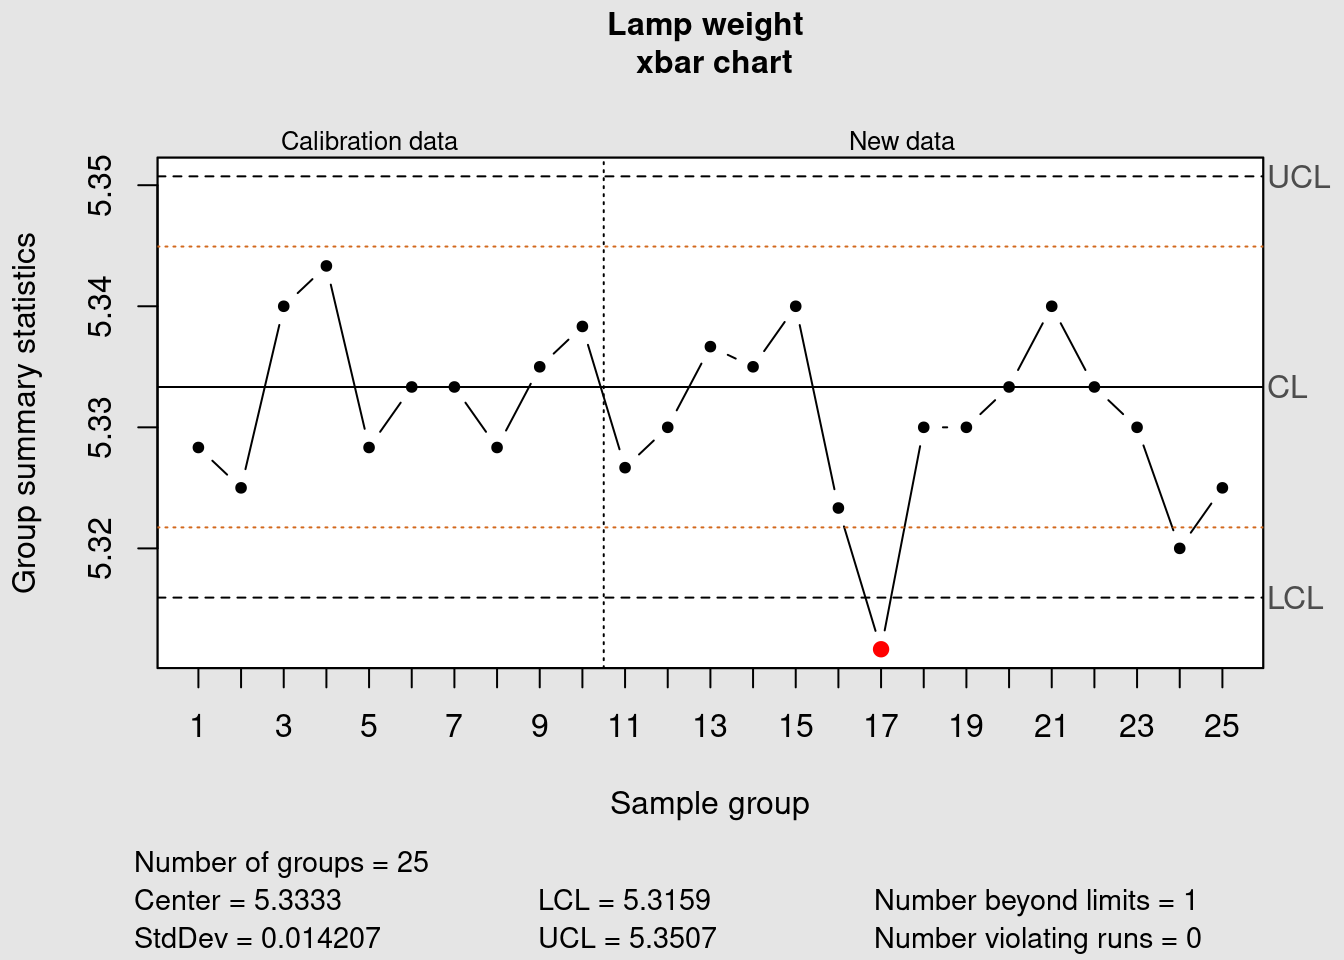 Lamp weight
xbar chart
Calibration data
New data
5.35
5.34
5.33
5.32
Group summary statistics
UCL
CL
LCL
1 3 5 7 9 11 13 15 17 19 21 23 25
Sample group
Number of groups = 25
Center = 5.3333 LCL = 5.3159 Number beyond limits = 1
StdDev = 0.014207 UCL = 5.3507 Number violating runs = 0